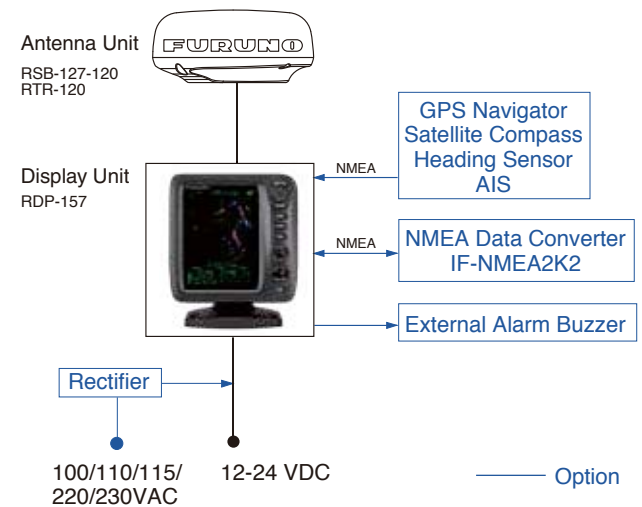 Antenna Unit
RSB-127-120
RTR-120
FURUNO
GPS Navigator
Satellite Compass
Heading Sensor
AIS
NMEA
Display Unit
RDP-157
NMEA
NMEA Data Converter
IF-NMEA2K2
External Alarm Buzzer
Rectifier
100/110/115/
220/230VAC
12-24 VDC
Option